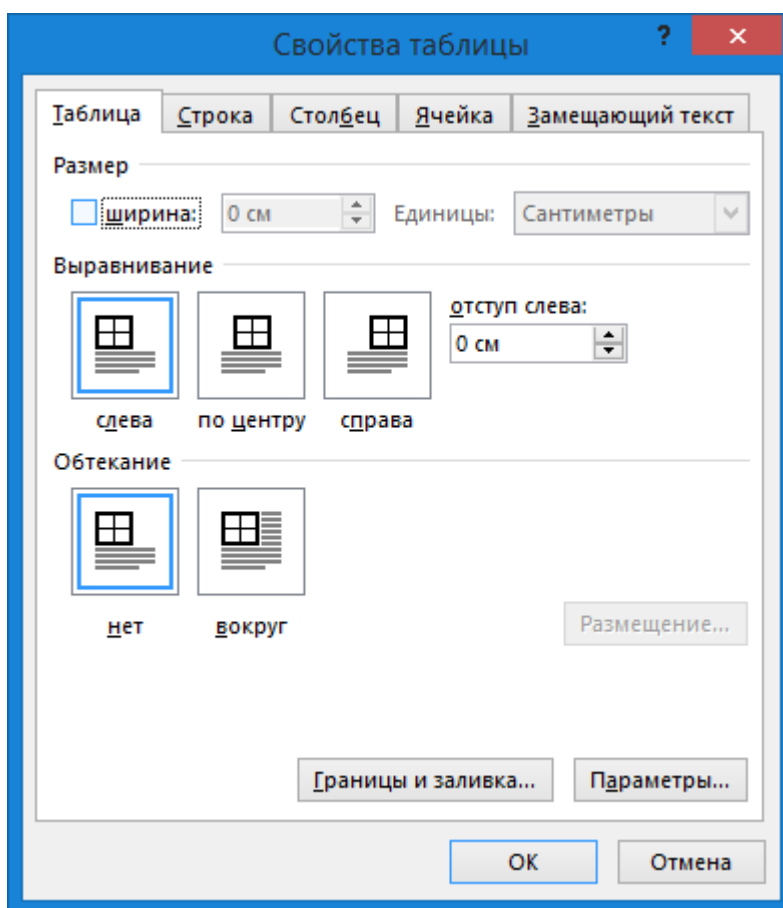 Свойства таблицы ? ×
Таблица Строка Столбец Ячейка Замещающий текст
Размер
ширина: 0 см Единицы: Сантиметры
Выравнивание
отступ слева:
0 см
слева по центру справа
Обтекание
нет вокруг Размещение...
Границы и заливка... Параметры...
ОК Отмена